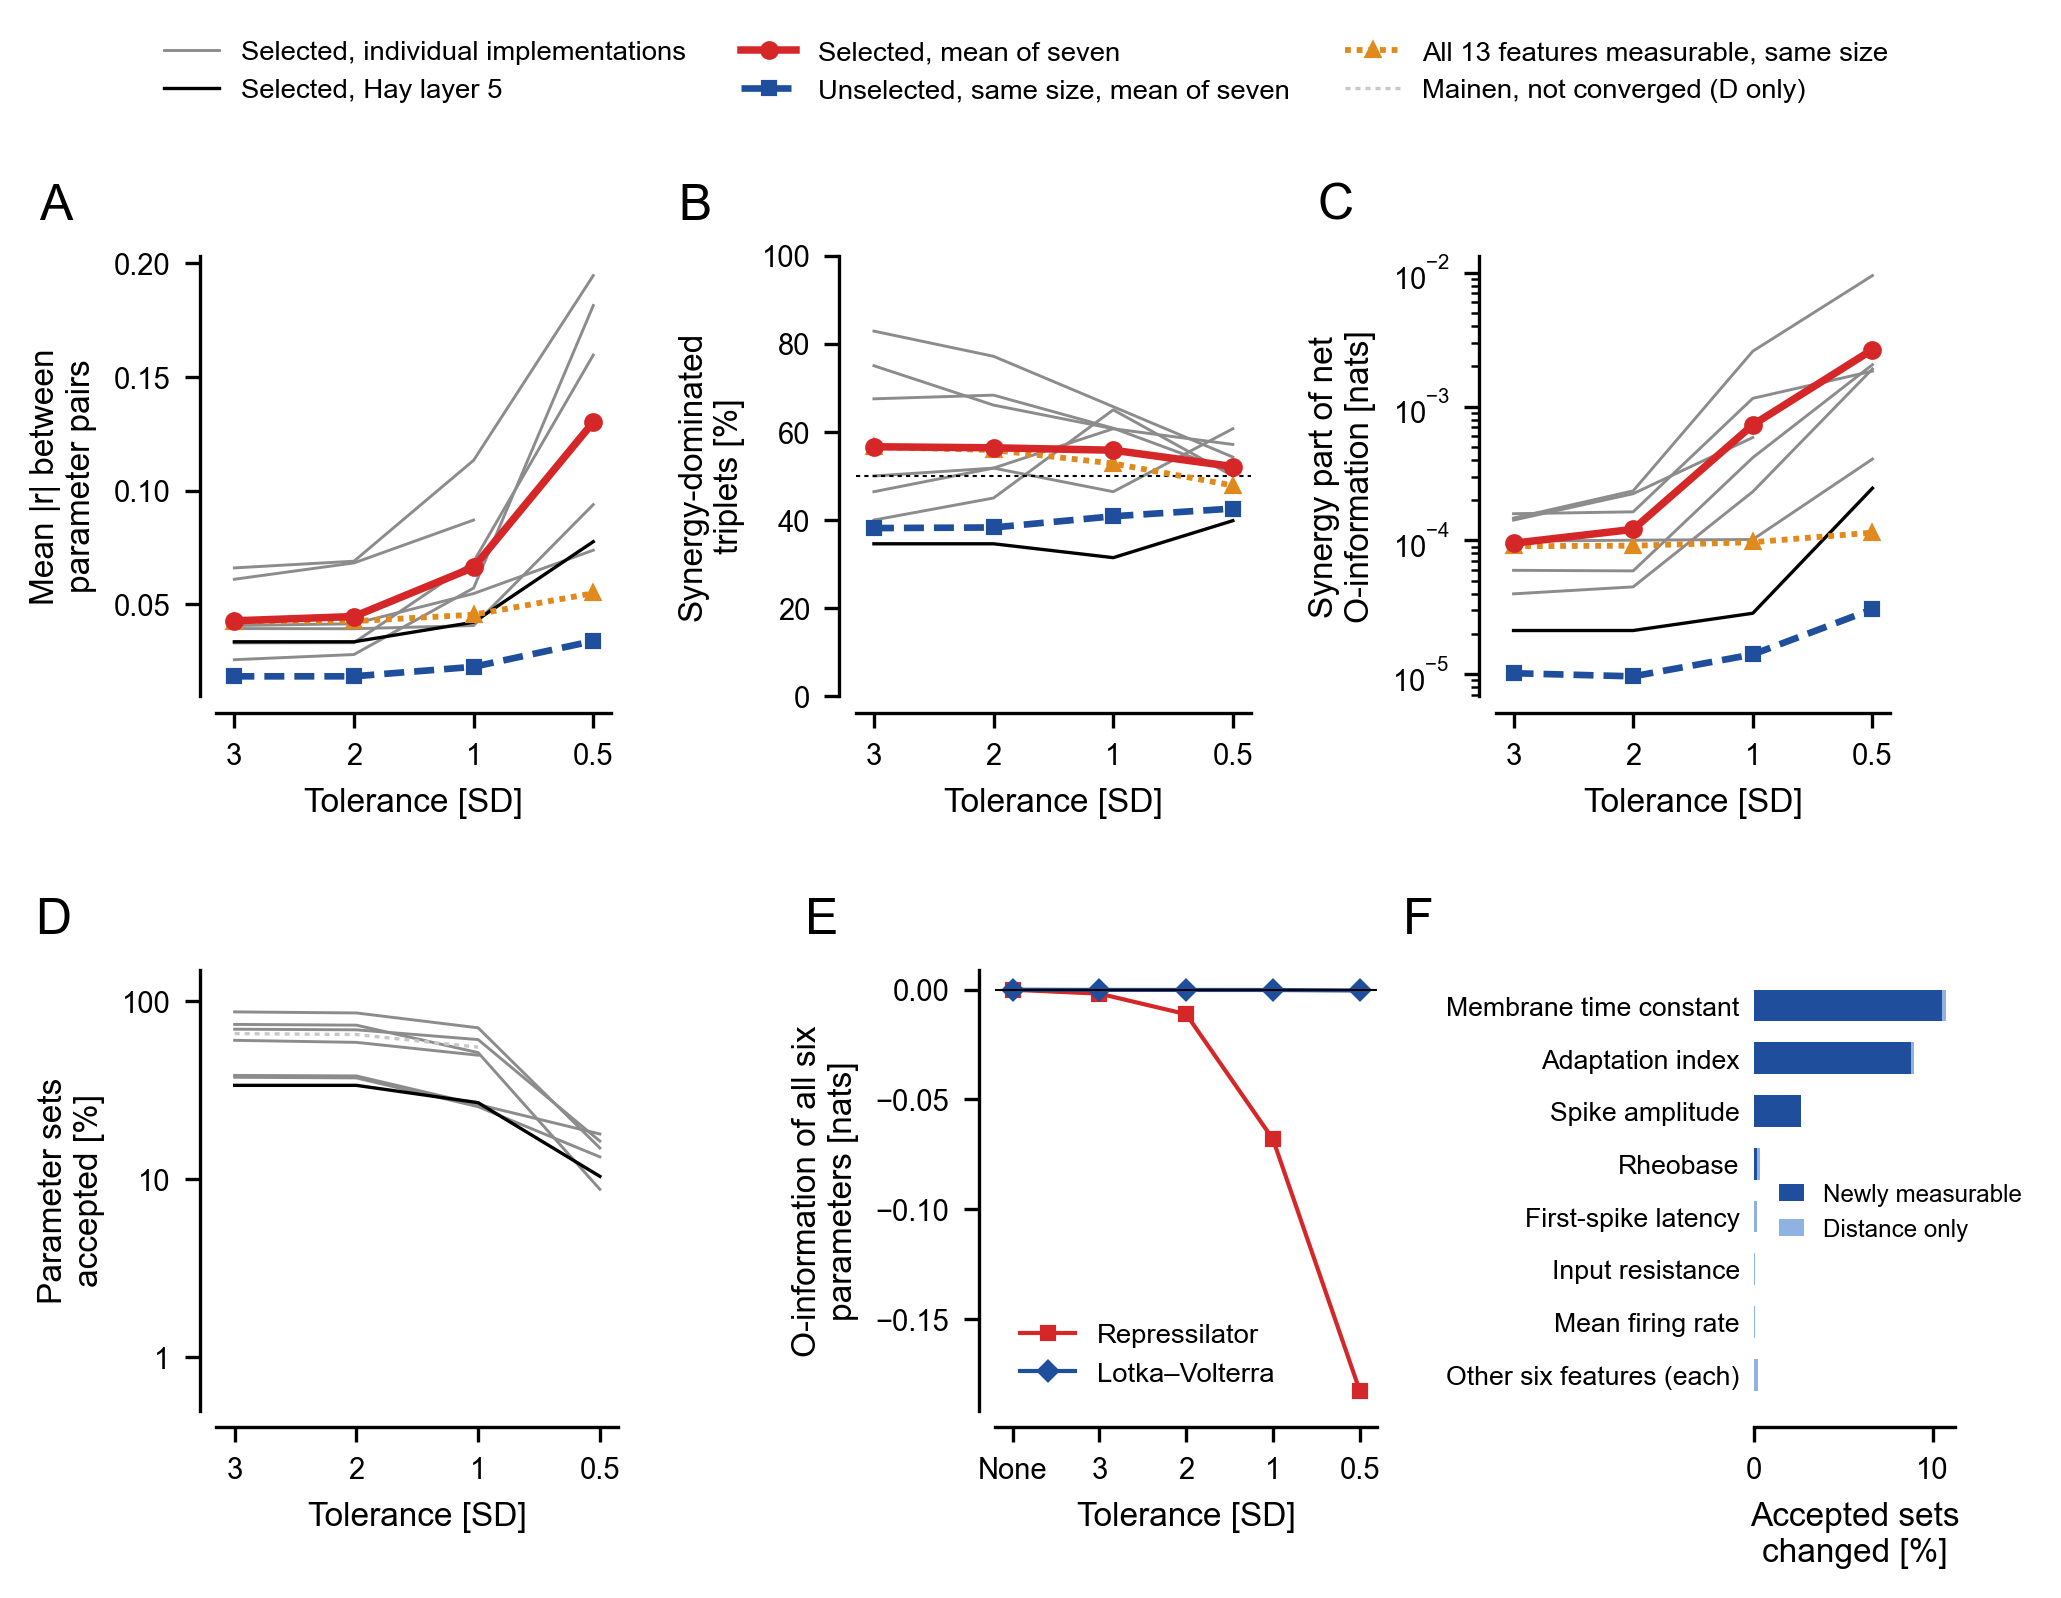 Selected, individual implementations
Selected, Hay layer 5
Selected, mean of seven
Unselected, same size, mean of seven
All 13 features measurable, same size
Mainen, not converged (D only)
A
Mean |r| between
parameter pairs
0.20
0.15
0.10
0.05
3
2
1
0.5
Tolerance [SD]
B
Synergy-dominated
triplets [%]
100
80
60
40
20
0
3
2
1
0.5
Tolerance [SD]
C
Synergy part of net
O-information [nats]
10⁻²
10⁻³
10⁻⁴
10⁻⁵
3
2
1
0.5
Tolerance [SD]
D
Parameter sets
accepted [%]
100
10
1
3
2
1
0.5
Tolerance [SD]
E
O-information of all six
parameters [nats]
0.00
−0.05
−0.10
−0.15
Repressilator
Lotka–Volterra
None
3
2
1
0.5
Tolerance [SD]
F
Membrane time constant
Adaptation index
Spike amplitude
Rheobase
First-spike latency
Input resistance
Mean firing rate
Other six features (each)
Newly measurable
Distance only
0
10
Accepted sets
changed [%]